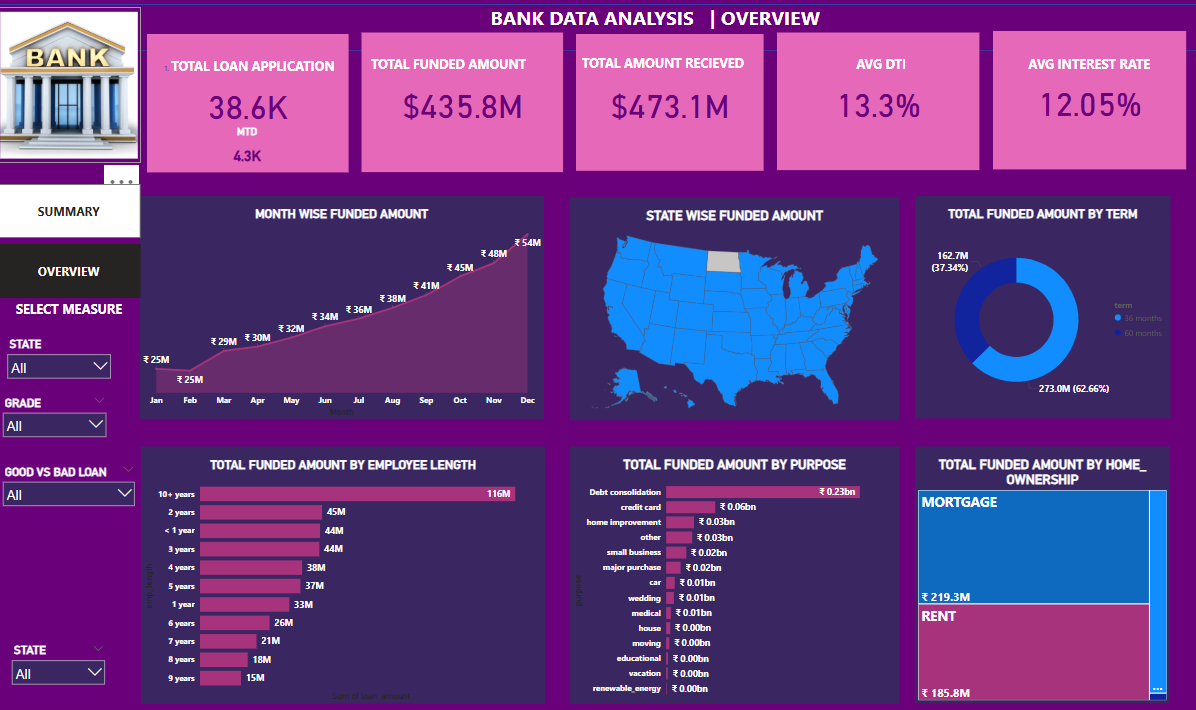 BANK DATA ANALYSIS | OVERVIEW
BANK
1. TOTAL LOAN APPLICATION
38.6K
MTD
4.3K
TOTAL FUNDED AMOUNT
$435.8M
TOTAL AMOUNT RECIEVED
$473.1M
AVG DTI
13.3%
AVG INTEREST RATE
12.05%
...
SUMMARY
OVERVIEW
SELECT MEASURE
STATE
All
GRADE
All
GOOD VS BAD LOAN
All
STATE
All
MONTH WISE FUNDED AMOUNT
₹ 25M
₹ 25M
₹ 29M
₹ 30M
₹ 32M
₹ 34M
₹ 36M
₹ 38M
₹ 41M
₹ 45M
₹ 48M
₹ 54M
Jan Feb Mar Apr May Jun Jul Aug Sep Oct Nov Dec
Month
STATE WISE FUNDED AMOUNT
TOTAL FUNDED AMOUNT BY TERM
162.7M
(37.34%)
273.0M (62.66%)
term
36 months
60 months
TOTAL FUNDED AMOUNT BY EMPLOYEE LENGTH
emp_length
10+ years 116M
2 years 45M
< 1 year 44M
3 years 44M
4 years 38M
5 years 37M
1 year 33M
6 years 26M
7 years 21M
8 years 18M
9 years 15M
Sum of loan_amount
TOTAL FUNDED AMOUNT BY PURPOSE
purpose
Debt consolidation ₹ 0.23bn
credit card ₹ 0.06bn
home improvement ₹ 0.03bn
other ₹ 0.03bn
small business ₹ 0.02bn
major purchase ₹ 0.02bn
car ₹ 0.01bn
wedding ₹ 0.01bn
medical ₹ 0.01bn
house ₹ 0.00bn
moving ₹ 0.00bn
educational ₹ 0.00bn
vacation ₹ 0.00bn
renewable_energy ₹ 0.00bn
TOTAL FUNDED AMOUNT BY HOME_
OWNERSHIP
MORTGAGE
₹ 219.3M
RENT
₹ 185.8M
...